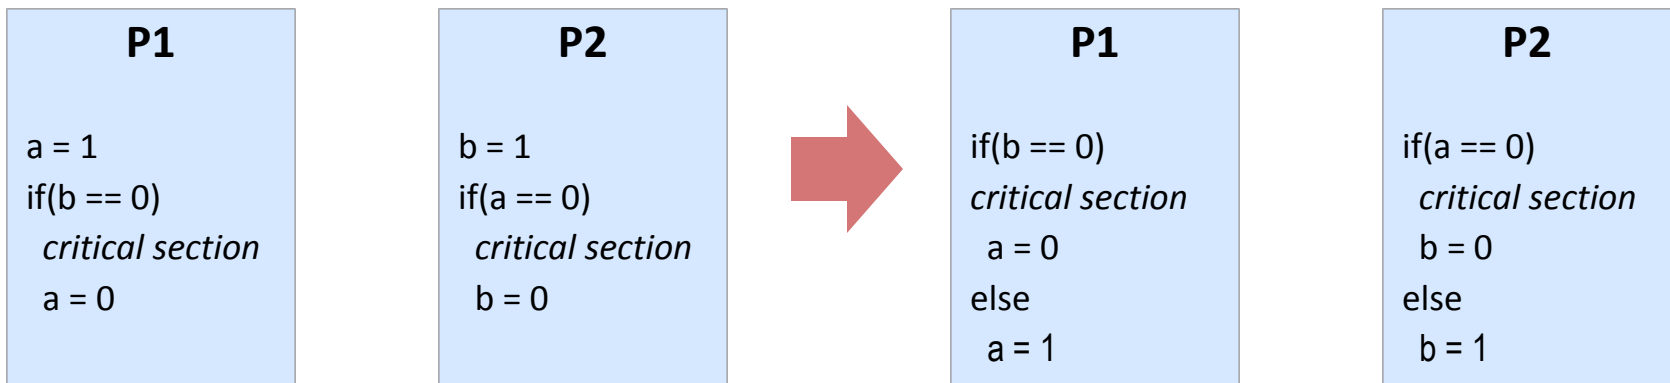 P1
a = 1
if(b == 0)
critical section
a = 0
P2
b = 1
if(a == 0)
critical section
b = 0
P1
if(b == 0)
critical section
a = 0
else
a = 1
P2
if(a == 0)
critical section
b = 0
else
b = 1